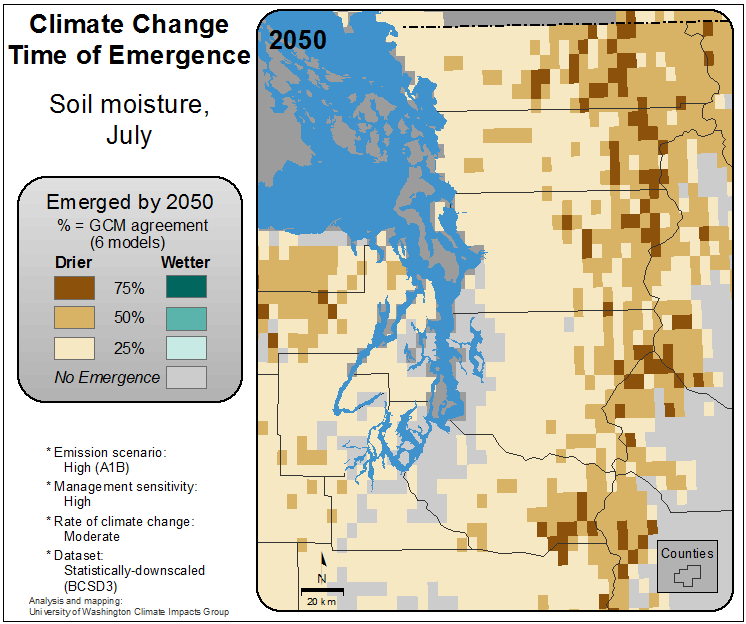 Climate Change
Time of Emergence
Soil moisture,
July
Emerged by 2050
% = GCM agreement
(6 models)
Drier Wetter
75%
50%
25%
No Emergence
* Emission scenario:
High (A1B)
* Management sensitivity:
High
* Rate of climate change:
Moderate
* Dataset:
Statistically-downscaled
(BCSD3)
Analysis and mapping:
University of Washington Climate Impacts Group
2050
N
20 km
Counties